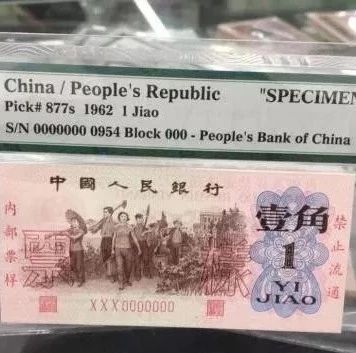 China / People's Republic "SPECIMEN
Pick# 877s 1962 1 Jiao
S/N 0000000 0954 Block 000 - People's Bank of China
中國人民銀行
内部票样
壹角
1
YI
JIAO
禁止流通
XXX0000000